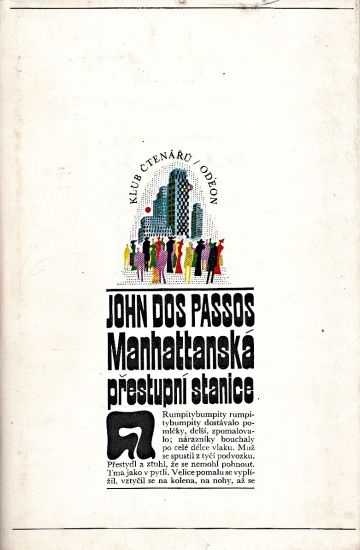 KLUB ČTENÁŘŮ / ODEON
JOHN DOS PASSOS
Manhattanská
přestupní stanice
Rumpitybumpity rumpi-
tybumpity dostávalo po-
mlčky, delší, zpomalova-
lo; nárazníky bouchaly
po celé délce vlaku. Muž
se spustil z tyčí podvozku.
Přestydl a ztuhl, že se nemohl pohnout.
Tma jako v pytli. Velice pomalu se vyplí-
žil, vztyčil se na kolena, na nohy, až se